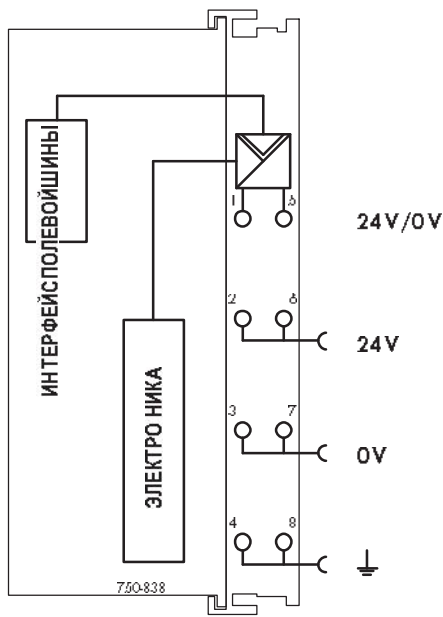 ИНТЕРФЕЙСПОЛЕВОЙШИНЫ
1 5
24V/0V
2 6
24V
ЭЛЕКТРО НИКА
3 7
0V
4 8
750-838